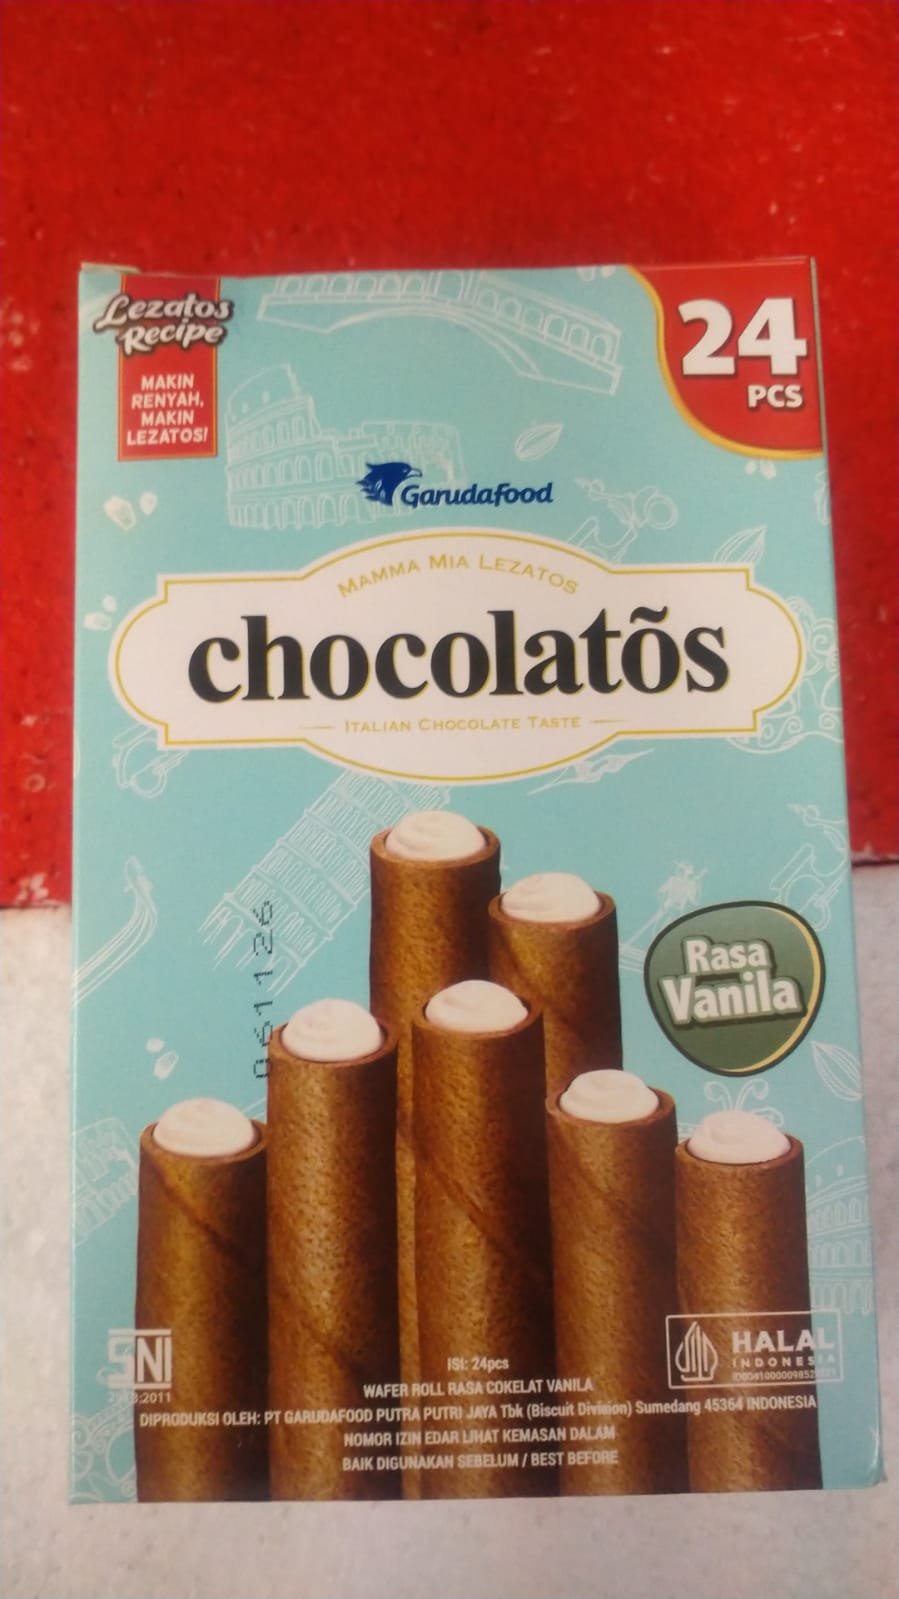 Lezatos
Recipe
MAKIN
RENYAH,
MAKIN
LEZATOS!
24
PCS
Garudafood
MAMMA MIA LEZATOS
chocolatõs
ITALIAN CHOCOLATE TASTE
061126
Rasa
Vanila
SNI
2973:2011
HALAL
INDONESIA
ISI: 24pcs
WAFER ROLL RASA COKELAT VANILA
DIPRODUKSI OLEH: PT GARUDAFOOD PUTRA PUTRI JAYA Tbk (Biscuit Division) Sumedang 45364 INDONESIA
NOMOR IZIN EDAR LIHAT KEMASAN DALAM
BAIK DIGUNAKAN SEBELUM / BEST BEFORE